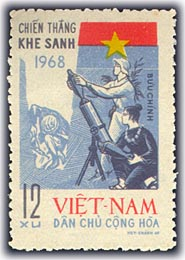 CHIẾN THẮNG
KHE SANH
1968
BƯU CHÍNH
12
XU
VIỆT-NAM
DÂN CHỦ CỘNG HÒA